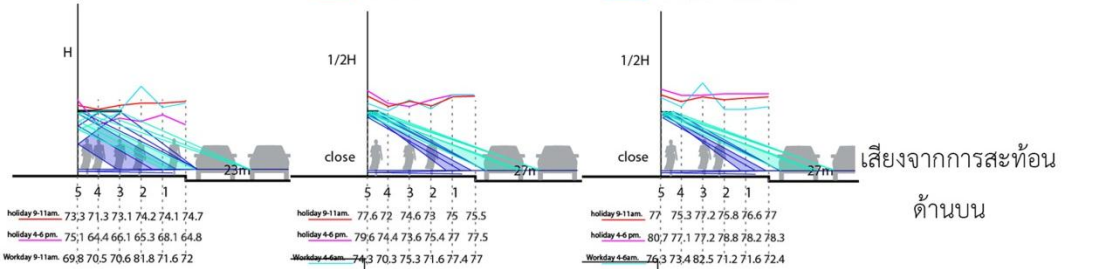 H
1/2H
1/2H
close
close
23m
27m
27m
เสียงจากการสะท้อน
ด้านบน
5 4 3 2 1
5 4 3 2 1
5 4 3 2 1
holiday 9-11am. 73,3 71.3 73.1 74.2 74.1 74.7
holiday 4-6 pm. 75,1 64.4 66.1 65.3 68.1 64.8
Workday 9-11am. 69,8 70,5 70,6 81.8 71.6 72
holiday 9-11am. 77,6 72 74.6 73 75 75.5
holiday 4-6 pm. 79,6 74.4 73.6 75.4 77 77.5
Workday 4-6am. 74,3 70.3 75.3 71.6 77.4 77
holiday 9-11am. 77 75.3 77.2 75.8 76.6 77
holiday 4-6 pm. 80,7 77.1 77.2 78.8 78.2 78.3
Workday 4-6am. 76,3 73,4 82,5 71.2 71.6 72.4